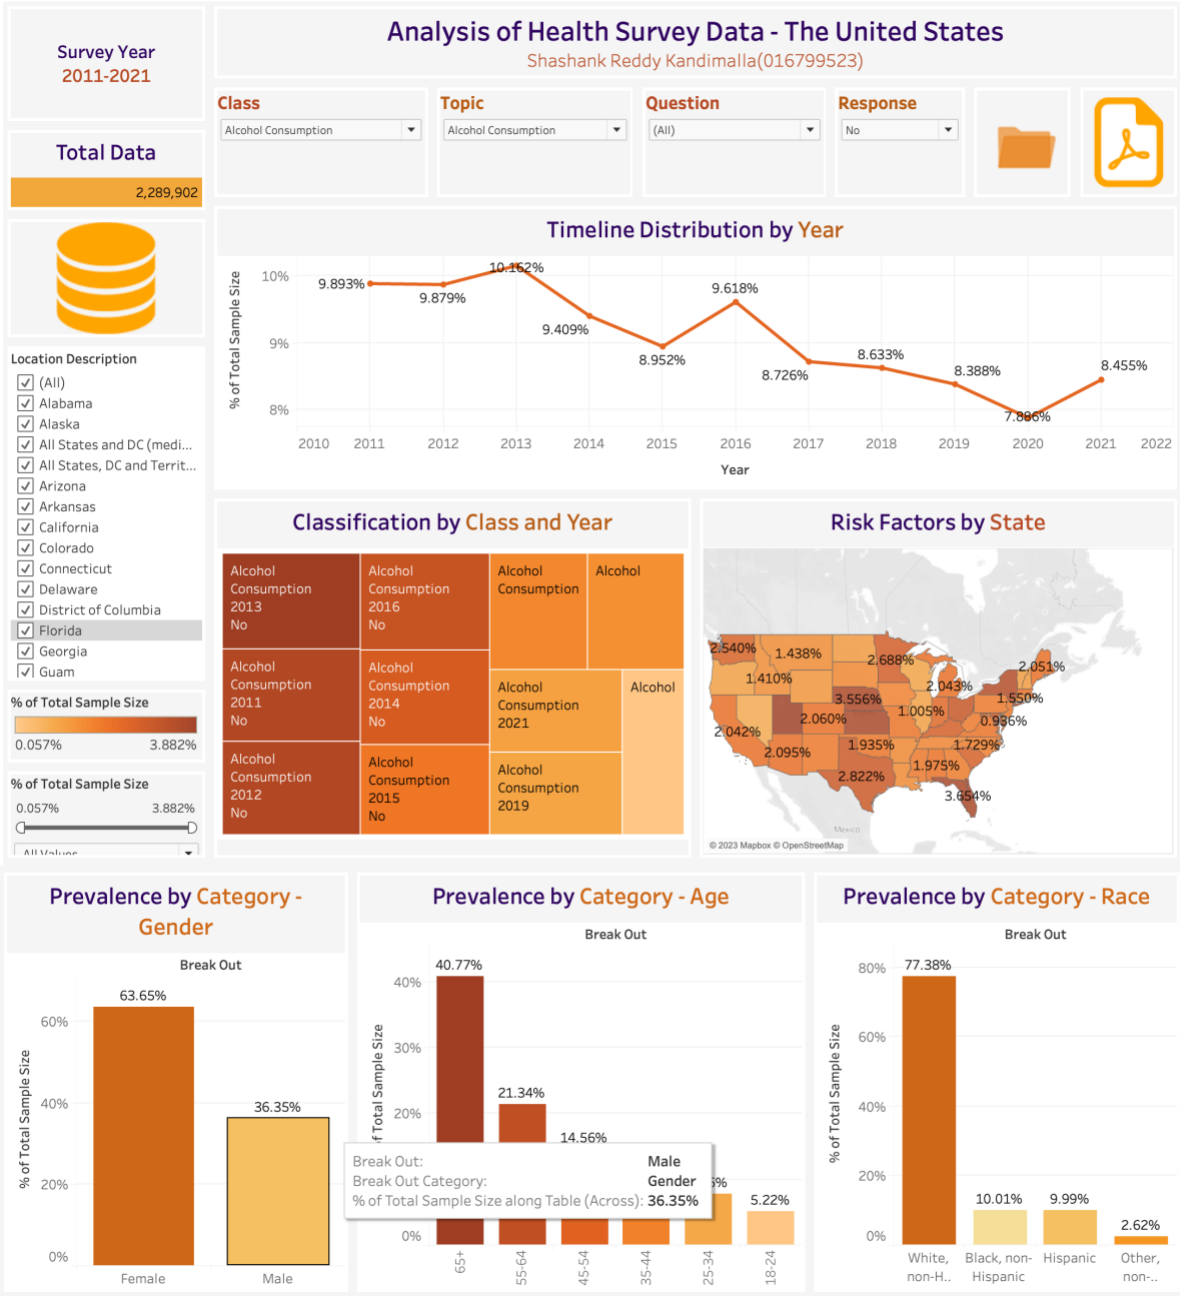 Survey Year
2011-2021
Analysis of Health Survey Data - The United States
Shashank Reddy Kandimalla(016799523)
Class
Topic
Question
Response
Alcohol Consumption
Alcohol Consumption
(All)
No
Total Data
2,289,902
Timeline Distribution by Year
% of Total Sample Size
10%
9%
8%
9.893%
9.879%
10.162%
9.409%
8.952%
9.618%
8.726%
8.633%
8.388%
7.886%
8.455%
2010
2011
2012
2013
2014
2015
2016
2017
2018
2019
2020
2021
2022
Year
Location Description
(All)
Alabama
Alaska
All States and DC (medi...
All States, DC and Territ...
Arizona
Arkansas
California
Colorado
Connecticut
Delaware
District of Columbia
Florida
Georgia
Guam
% of Total Sample Size
0.057%
3.882%
% of Total Sample Size
0.057%
3.882%
All Values
Classification by Class and Year
Alcohol
Consumption
2013
No
Alcohol
Consumption
2011
No
Alcohol
Consumption
2012
No
Alcohol
Consumption
2016
No
Alcohol
Consumption
2014
No
Alcohol
Consumption
2015
No
Alcohol
Consumption
Alcohol
Alcohol
Consumption
2021
Alcohol
Consumption
2019
Alcohol
Risk Factors by State
2.540%
1.438%
2.688%
2.051%
1.410%
2.043%
1.550%
3.556%
1.005%
0.936%
2.042%
2.060%
2.095%
1.935%
1.729%
1.975%
2.822%
3.654%
Mexico
© 2023 Mapbox © OpenStreetMap
Prevalence by Category -
Gender
Break Out
% of Total Sample Size
60%
40%
20%
0%
63.65%
36.35%
Female
Male
Prevalence by Category - Age
Break Out
of Total Sample Size
40%
30%
20%
0%
40.77%
21.34%
14.56%
5.22%
65+
55-64
45-54
35-44
25-34
18-24
Break Out:
Male
Break Out Category:
Gender
% of Total Sample Size along Table (Across): 36.35%
Prevalence by Category - Race
Break Out
% of Total Sample Size
80%
60%
40%
20%
0%
77.38%
10.01%
9.99%
2.62%
White,
non-H..
Black, non-
Hispanic
Hispanic
Other,
non-..